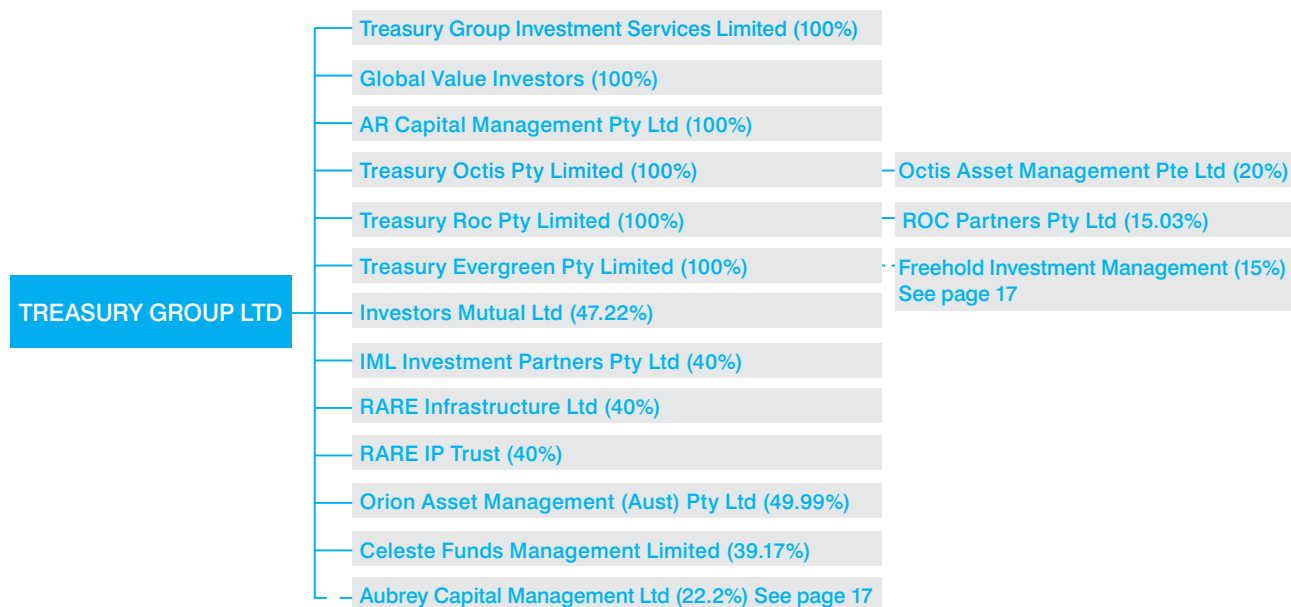 TREASURY GROUP LTD
Treasury Group Investment Services Limited (100%)
Global Value Investors (100%)
AR Capital Management Pty Ltd (100%)
Treasury Octis Pty Limited (100%)
Octis Asset Management Pte Ltd (20%)
Treasury Roc Pty Limited (100%)
ROC Partners Pty Ltd (15.03%)
Treasury Evergreen Pty Limited (100%)
Freehold Investment Management (15%)
See page 17
Investors Mutual Ltd (47.22%)
IML Investment Partners Pty Ltd (40%)
RARE Infrastructure Ltd (40%)
RARE IP Trust (40%)
Orion Asset Management (Aust) Pty Ltd (49.99%)
Celeste Funds Management Limited (39.17%)
Aubrey Capital Management Ltd (22.2%) See page 17